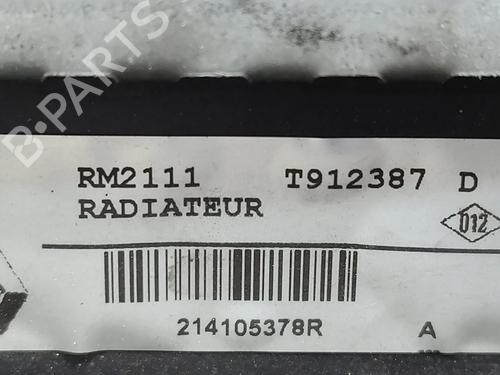 B-PARTS
RM2111 T912387 D
RADIATEUR
D12
214105378R A